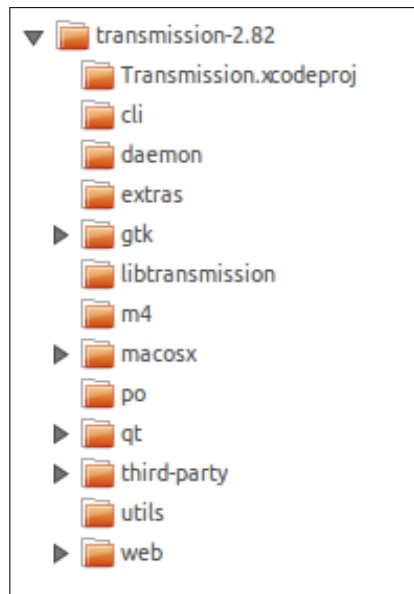 transmission-2.82
Transmission.xcodeproj
cli
daemon
extras
gtk
libtransmission
m4
macosx
po
qt
third-party
utils
web